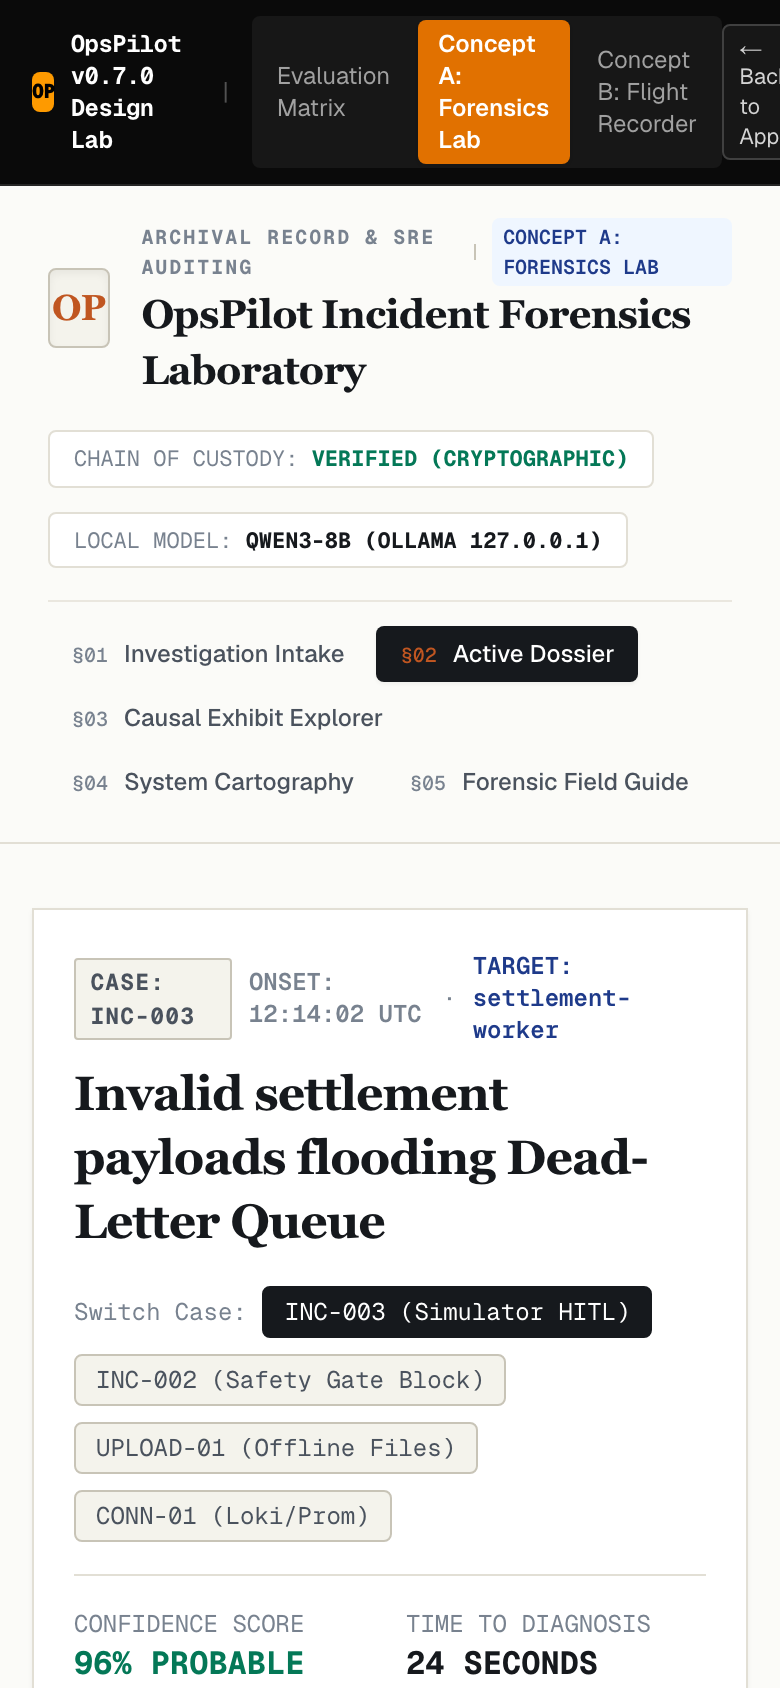 OP
OpsPilot
v0.7.0
Design
Lab
|
Evaluation
Matrix
Concept
A:
Forensics
Lab
Concept
B: Flight
Recorder
←
to
App
ARCHIVAL RECORD & SRE
AUDITING
|
CONCEPT A:
FORENSICS LAB
OP
OpsPilot Incident Forensics
Laboratory
CHAIN OF CUSTODY: VERIFIED (CRYPTOGRAPHIC)
LOCAL MODEL: QWEN3-8B (OLLAMA 127.0.0.1)
§01 Investigation Intake
§02 Active Dossier
§03 Causal Exhibit Explorer
§04 System Cartography
§05 Forensic Field Guide
CASE:
INC-003
ONSET:
12:14:02 UTC
·
TARGET:
settlement-
worker
Invalid settlement
payloads flooding Dead-
Letter Queue
Switch Case: INC-003 (Simulator HITL)
INC-002 (Safety Gate Block)
UPLOAD-01 (Offline Files)
CONN-01 (Loki/Prom)
CONFIDENCE SCORE
96% PROBABLE
TIME TO DIAGNOSIS
24 SECONDS